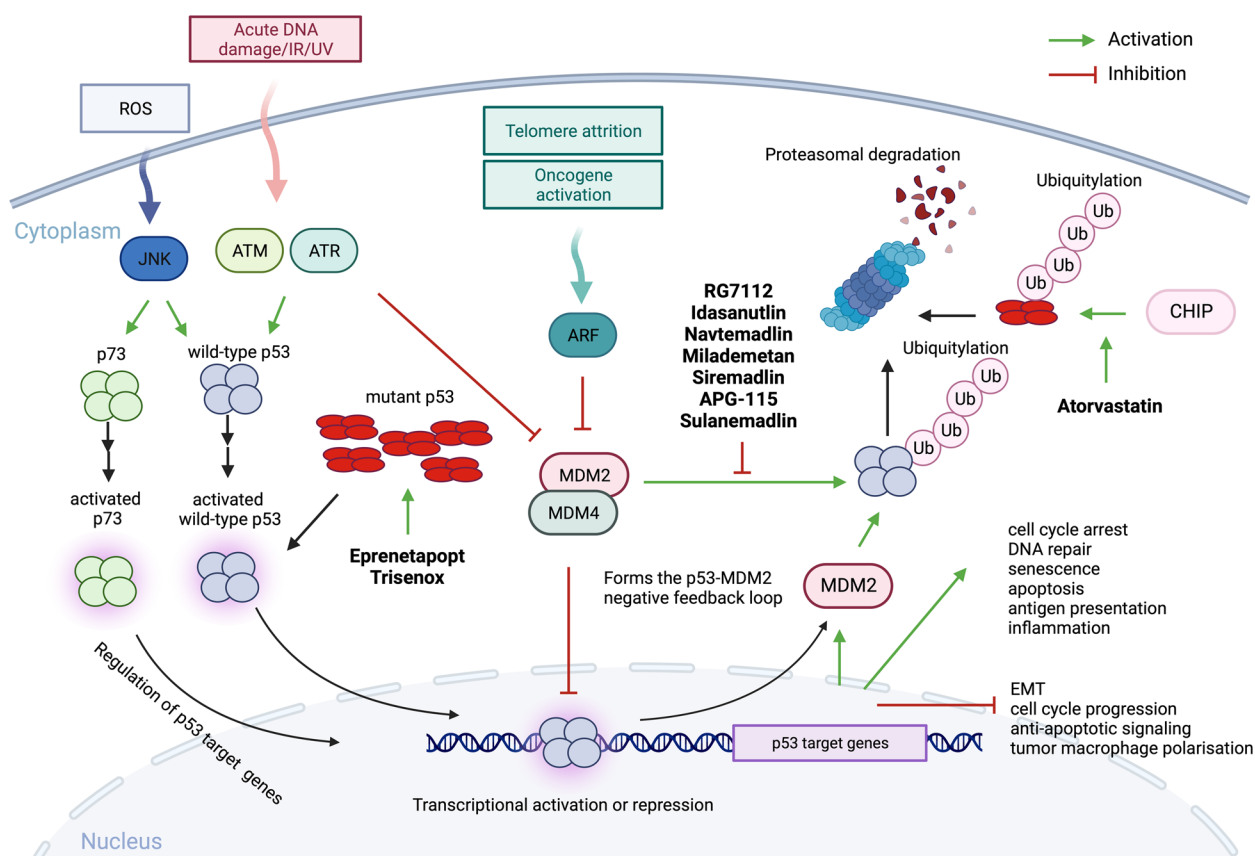 Acute DNA
damage/IR/UV
Activation
Inhibition
ROS
Telomere attrition
Oncogene
activation
Proteasomal degradation
Ubiquitylation
Ub
Ub
Ub
Ub
Cytoplasm
JNK
ATM
ATR
ARF
RG7112
Idasanutlin
Navtemadlin
Milademetan
Siremadlin
APG-115
Sulanemadlin
CHIP
Atorvastatin
Ubiquitylation
Ub
Ub
Ub
Ub
p73
wild-type p53
mutant p53
MDM2
MDM4
activated
p73
activated
wild-type p53
Eprenetapopt
Trisenox
Forms the p53-MDM2
negative feedback loop
MDM2
cell cycle arrest
DNA repair
senescence
apoptosis
antigen presentation
inflammation
Regulation of p53 target genes
EMT
cell cycle progression
anti-apoptotic signaling
tumor macrophage polarisation
p53 target genes
Transcriptional activation or repression
Nucleus